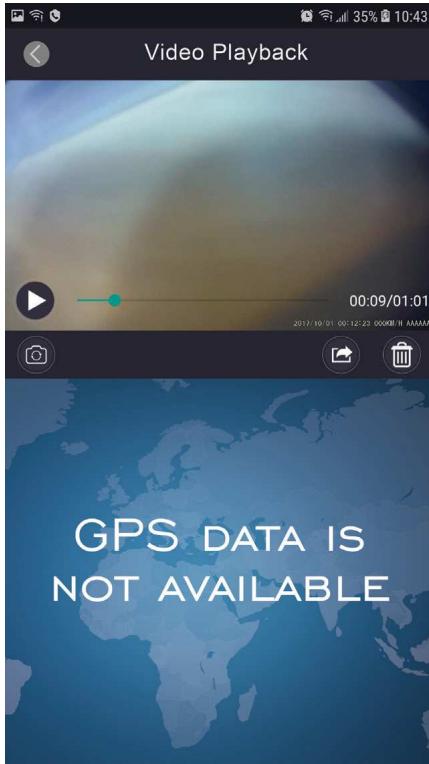 35% 10:43
Video Playback
00:09/01:01
2017/10/01 00:12:23 000KM/H AAAAAA
GPS DATA IS
NOT AVAILABLE